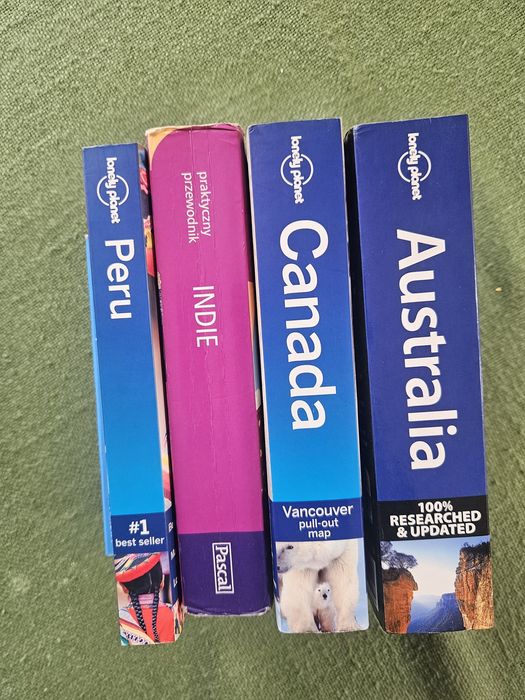 lonely planet
Peru
#1
best seller
praktyczny
przewodnik
INDIE
Pascal
lonely planet
Canada
Vancouver
pull-out
map
lonely planet
Australia
100%
RESEARCHED
& UPDATED